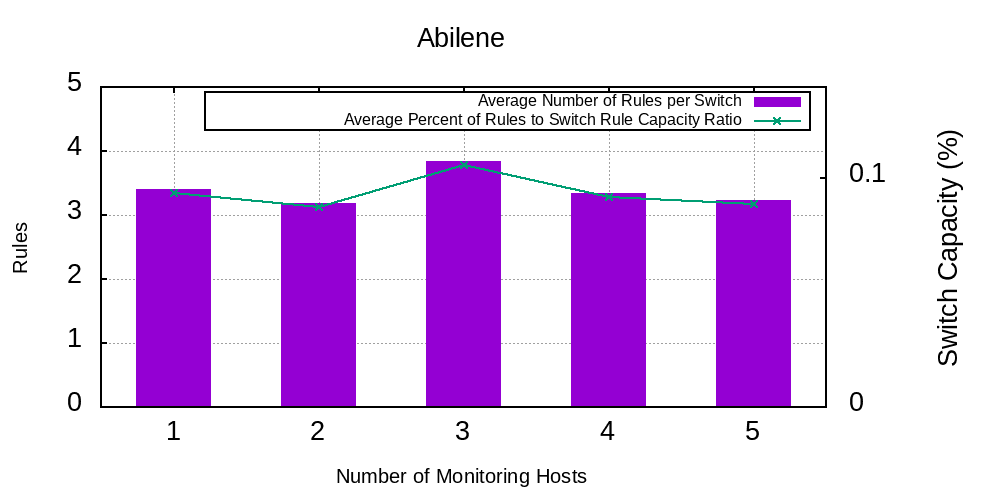 Abilene
Average Number of Rules per Switch
Average Percent of Rules to Switch Rule Capacity Ratio
5
4
3
2
1
0
Rules
0.1
0
Switch Capacity (%)
1 2 3 4 5
Number of Monitoring Hosts